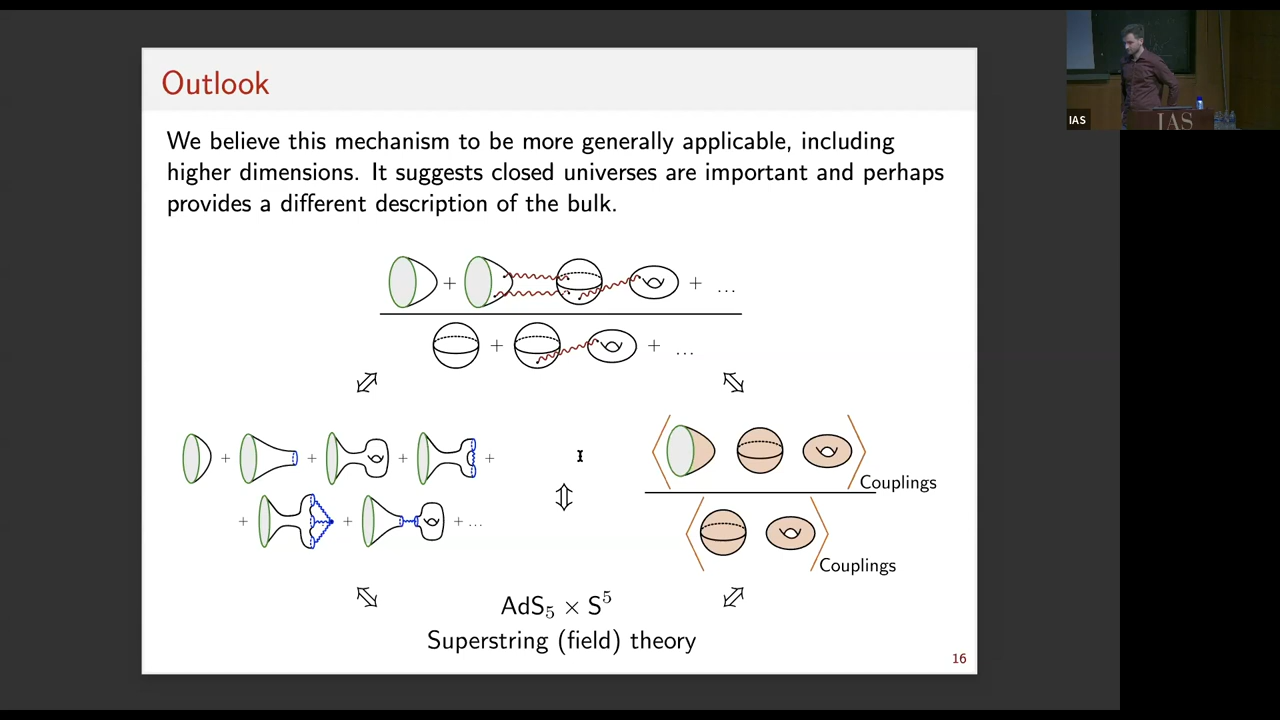 Outlook
We believe this mechanism to be more generally applicable, including
higher dimensions. It suggests closed universes are important and perhaps
provides a different description of the bulk.
+ + ...
+ + ...
+ + + +
+ + + ...
Couplings
Couplings
AdS5 × S5
Superstring (field) theory
16
IAS
IAS